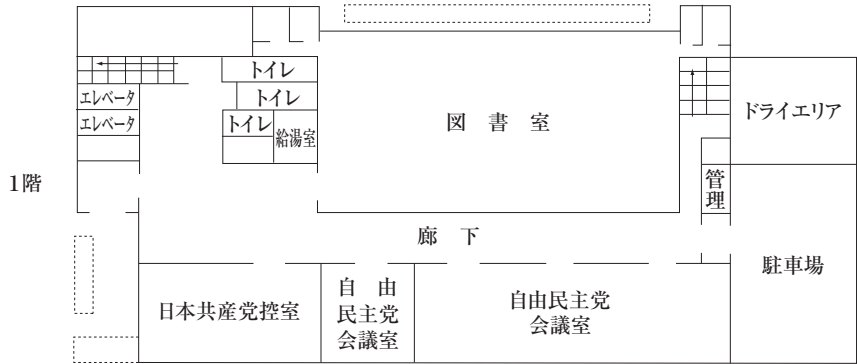 1階
トイレ
エレベータ
トイレ
エレベータ
トイレ
給湯室
図書室
ドライエリア
管理
廊下
駐車場
日本共産党控室
自由
民主党
会議室
自由民主党
会議室